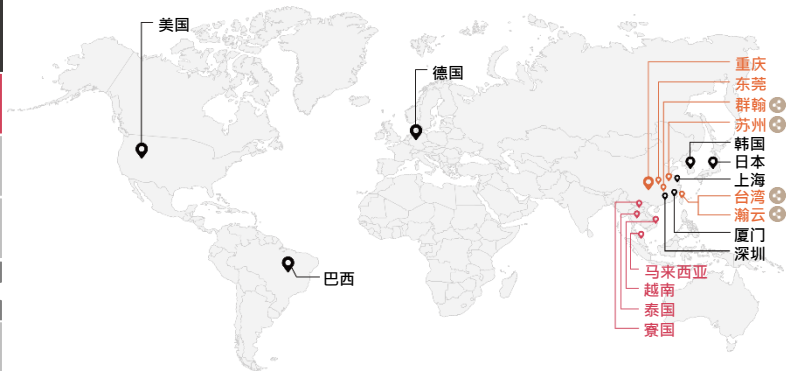 美国
德国
重庆
东莞
群翰
苏州
韩国
日本
上海
台湾
瀚云
厦门
深圳
巴西
马来西亚
越南
泰国
寮国